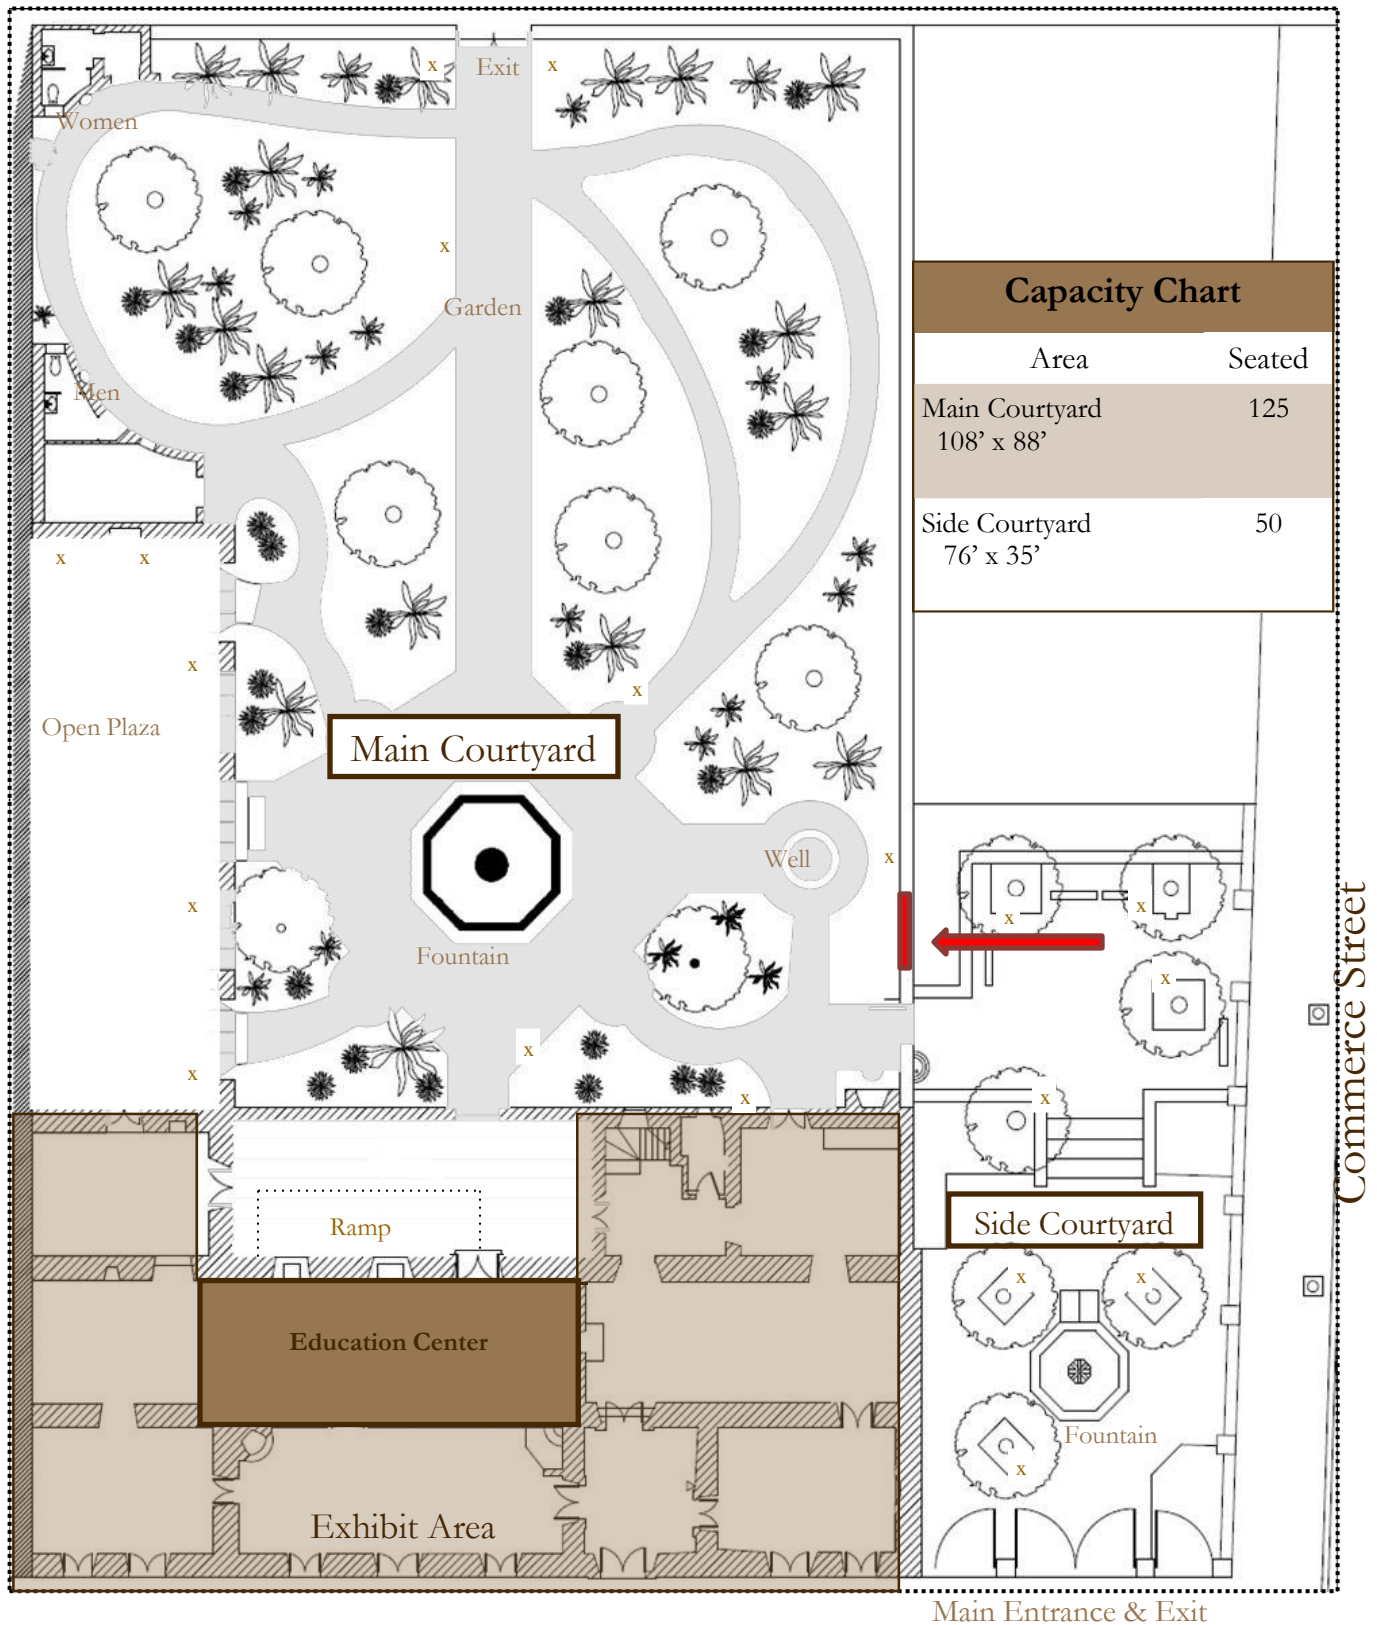 x
Exit
x
Women
x
Garden
Capacity Chart
Area Seated
Men
Main Courtyard 125
108’ x 88’
Side Courtyard 50
76’ x 35’
x
x
x
x
Open Plaza
Main Courtyard
Well
x
x
x
x
Fountain
x
Commerce Street
x
x
x
x
Side Courtyard
Ramp
x
x
Education Center
Fountain
x
Exhibit Area
Main Entrance & Exit